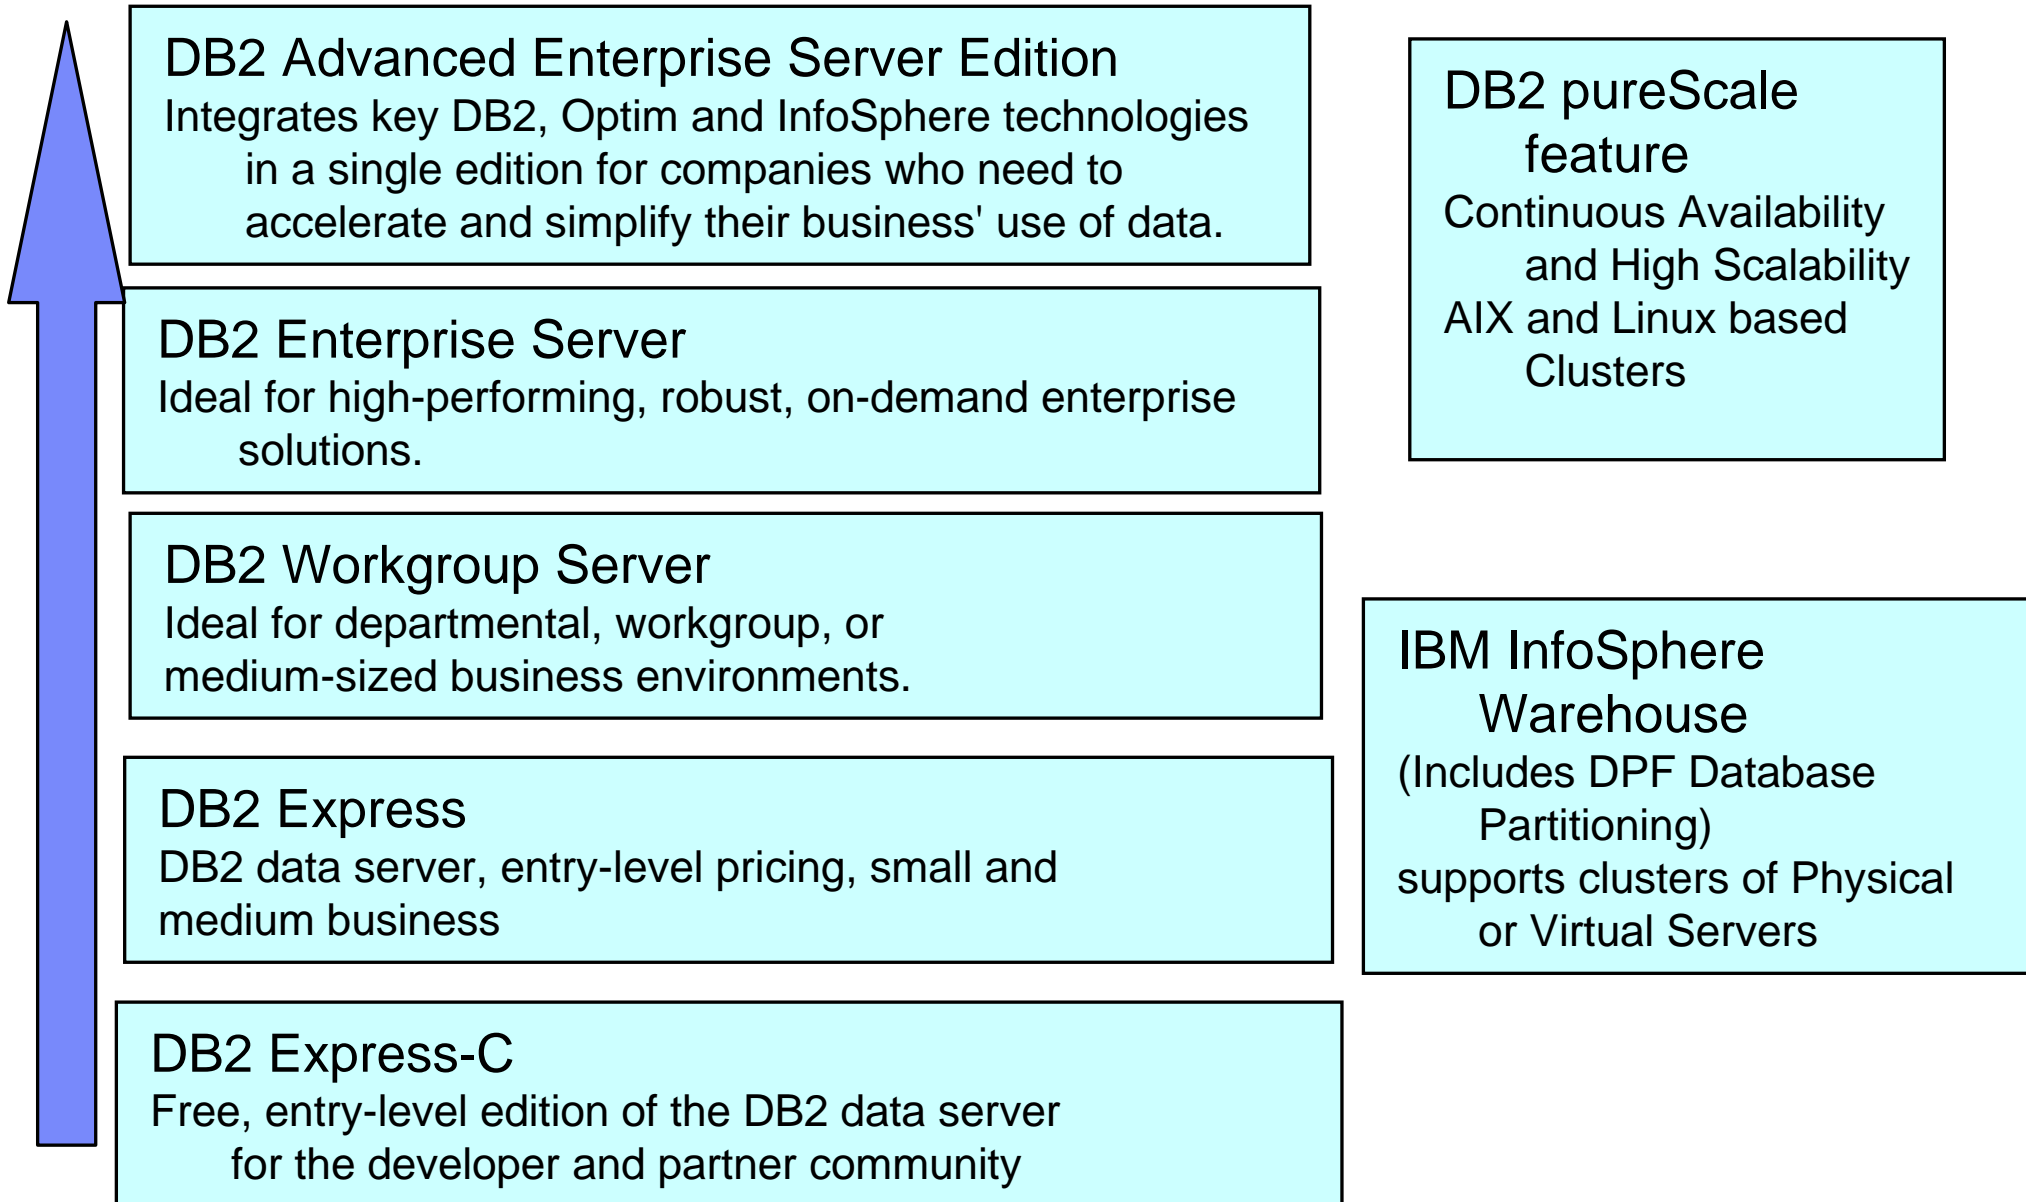 DB2 Advanced Enterprise Server Edition
Integrates key DB2, Optim and InfoSphere technologies
in a single edition for companies who need to
accelerate and simplify their business' use of data.
DB2 Enterprise Server
Ideal for high-performing, robust, on-demand enterprise
solutions.
DB2 Workgroup Server
Ideal for departmental, workgroup, or
medium-sized business environments.
DB2 Express
DB2 data server, entry-level pricing, small and
medium business
DB2 Express-C
Free, entry-level edition of the DB2 data server
for the developer and partner community
DB2 pureScale
feature
Continuous Availability
and High Scalability
AIX and Linux based
Clusters
IBM InfoSphere
Warehouse
(Includes DPF Database
Partitioning)
supports clusters of Physical
or Virtual Servers